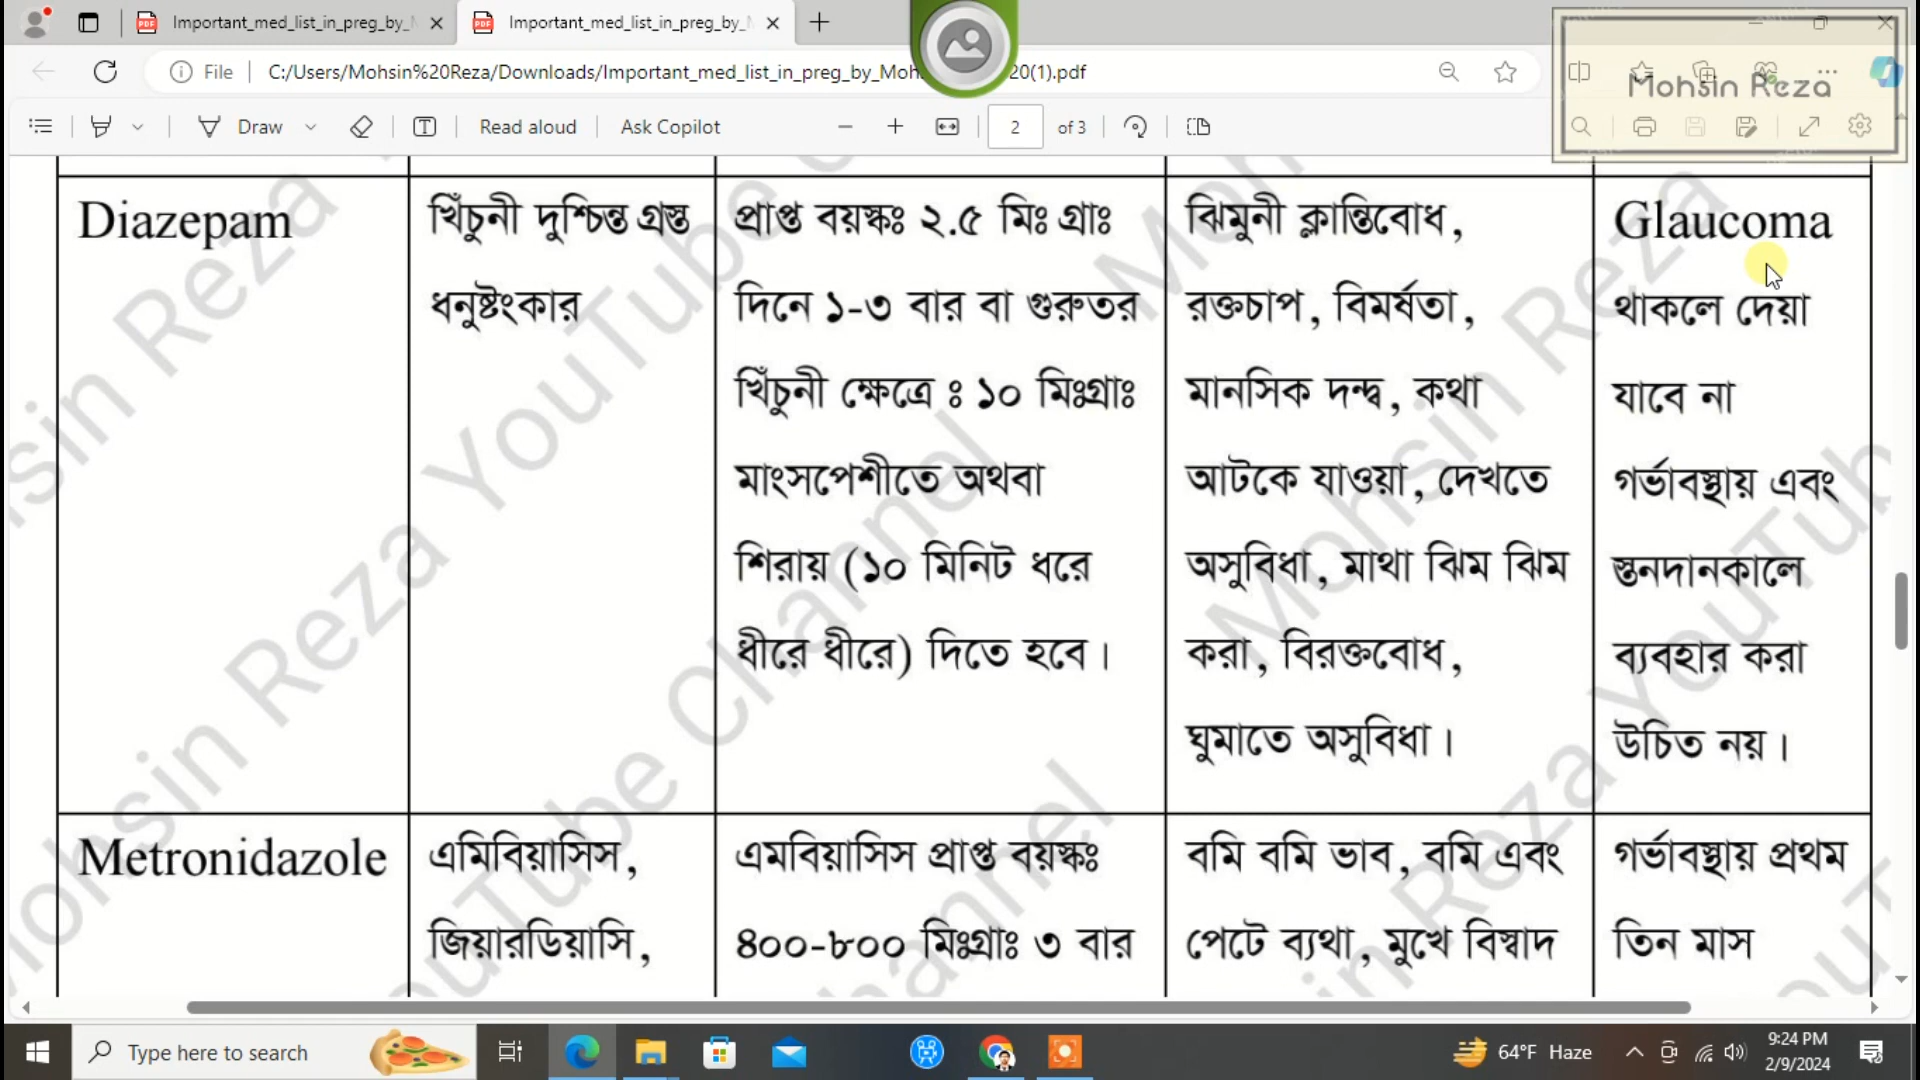 Important_med_list_in_preg_by_
Important_med_list_in_preg_by_
File
C:/Users/Mohsin%20Reza/Downloads/Important_med_list_in_preg_by_Moh
20(1).pdf
Mohsin Reza
Draw
Read aloud
Ask Copilot
2
of 3
Diazepam
খিঁচুনী দুশ্চিন্ত গ্রস্ত
ধনুষ্টংকার
প্রাপ্ত বয়স্কঃ ২.৫ মিঃ গ্রাঃ
দিনে ১-৩ বার বা গুরুতর
খিঁচুনী ক্ষেত্রে ঃ ১০ মিঃগ্রাঃ
মাংসপেশীতে অথবা
শিরায় (১০ মিনিট ধরে
ধীরে ধীরে) দিতে হবে।
ঝিমুনী ক্লান্তিবোধ,
রক্তচাপ, বিমর্ষতা,
মানসিক দন্দ্ব, কথা
আটকে যাওয়া, দেখতে
অসুবিধা, মাথা ঝিম ঝিম
করা, বিরক্তবোধ,
ঘুমাতে অসুবিধা।
Glaucoma
থাকলে দেয়া
যাবে না
গর্ভাবস্থায় এবং
স্তনদানকালে
ব্যবহার করা
উচিত নয়।
Metronidazole
এমিবিয়াসিস,
জিয়ারডিয়াসি,
এমবিয়াসিস প্রাপ্ত বয়স্কঃ
৪০০-৮০০ মিঃগ্রাঃ ৩ বার
বমি বমি ভাব, বমি এবং
পেটে ব্যথা, মুখে বিস্বাদ
গর্ভাবস্থায় প্রথম
তিন মাস
Mohsin Reza YouTube Channel
Type here to search
64°F Haze
9:24 PM
2/9/2024